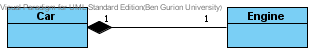 Visual Paradigm for UML Standard Edition(Ben Gurion University)
Car
Engine
1
1